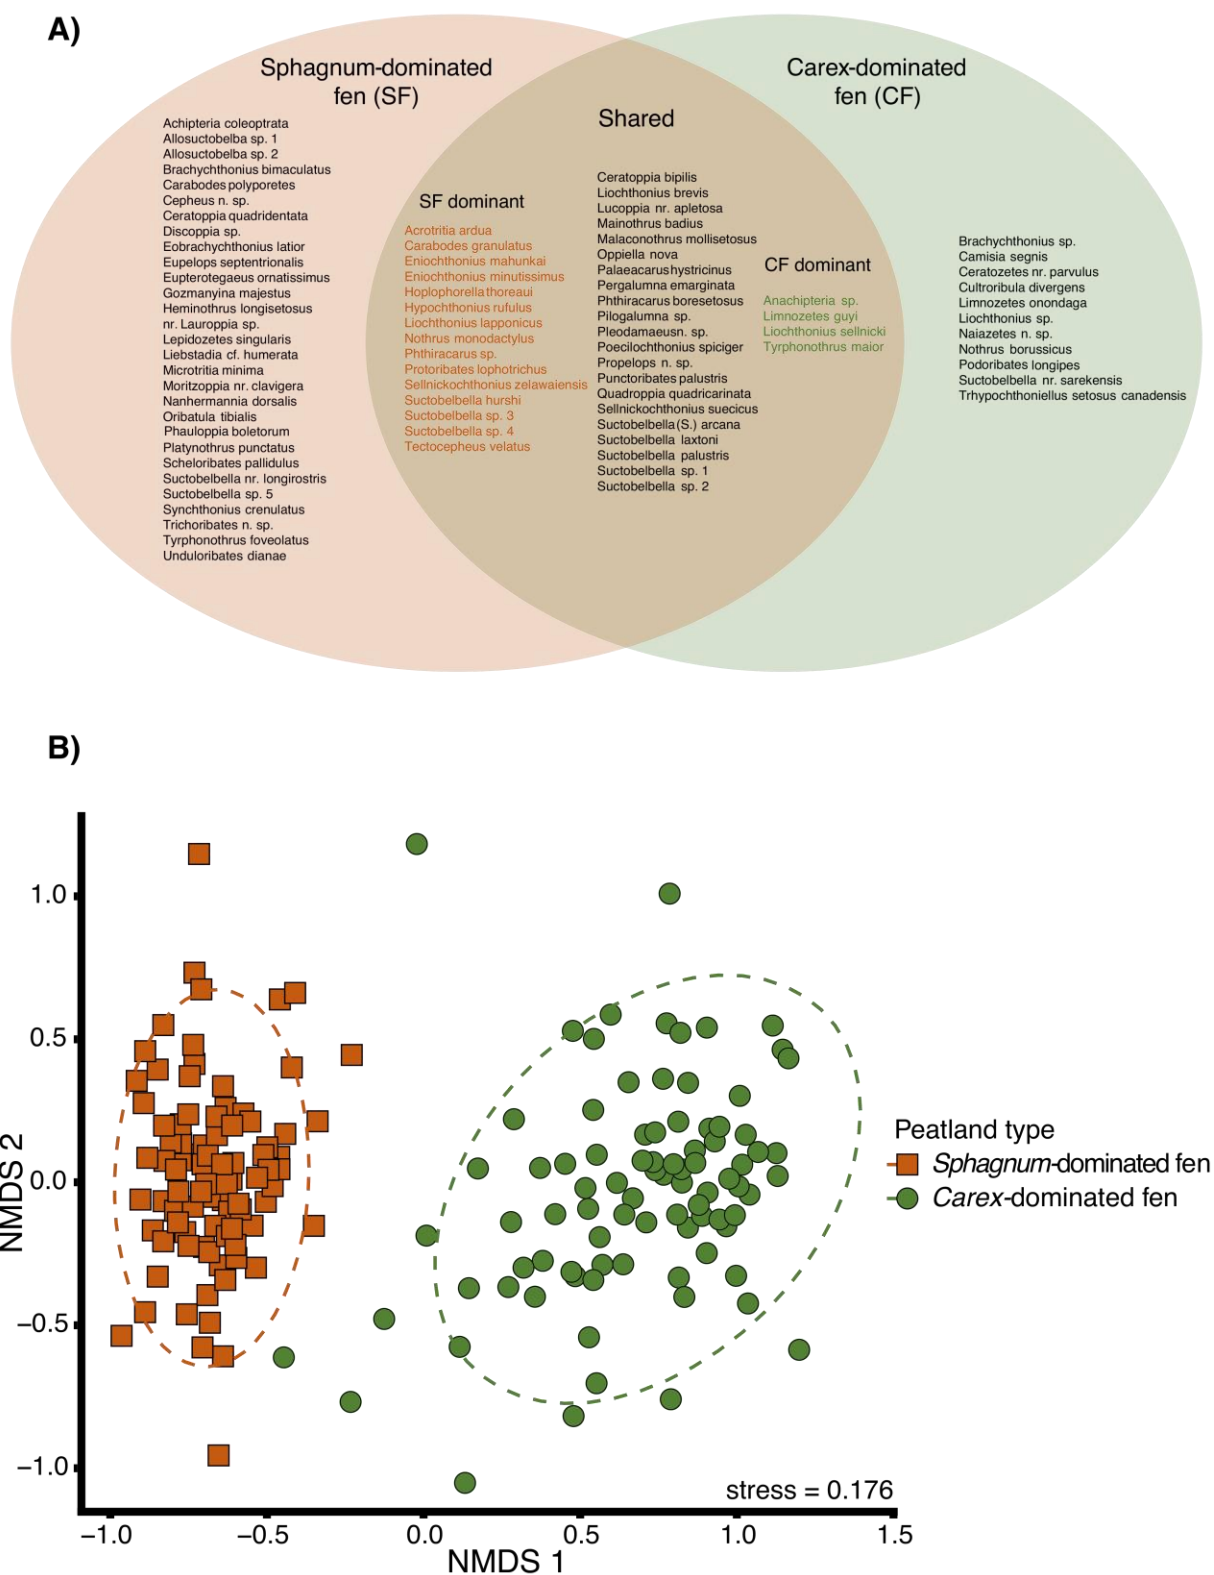 A)
Sphagnum-dominated
fen (SF)
Achipteria coleoptrata
Allosuctobelba sp. 1
Allosuctobelba sp. 2
Brachychthonius bimaculatus
Carabodes polyporetes
Cepheus n. sp.
Ceratoppia quadridentata
Discoppia sp.
Eobrachychthonius latior
Eupelops septentrionalis
Eupterotegaeus ornatissimus
Gozmanyina majestus
Heminothrus longisetosus
nr. Lauroppia sp.
Lepidozetes singularis
Liebstadia cf. humerata
Microtritia minima
Moritzoppia nr. clavigera
Nanhermannia dorsalis
Oribatula tibialis
Phauloppia boletorum
Platynothrus punctatus
Scheloribates pallidulus
Suctobelbella nr. longirostris
Suctobelbella sp. 5
Synchthonius crenulatus
Trichoribates n. sp.
Tyrphonothrus foveolatus
Unduloribates dianae
SF dominant
Acrotritia ardua
Carabodes granulatus
Eniochthonius mahunkai
Eniochthonius minutissimus
Hoplophorella thoreaui
Hypochthonius rufulus
Liochthonius lapponicus
Nothrus monodactylus
Phthiracarus sp.
Protoribates lophotrichus
Sellnickochthonius zelawaiensis
Suctobelbella hurshi
Suctobelbella sp. 3
Suctobelbella sp. 4
Tectocepheus velatus
Shared
Ceratoppia bipilis
Liochthonius brevis
Lucoppia nr. apletosa
Mainothrus badius
Malaconothrus mollisetosus
Oppiella nova
Palaeacarus hystricinus
Pergalumna emarginata
Phthiracarus boresetosus
Pilogalumna sp.
Pleodamaeus n. sp.
Poecilochthonius spiciger
Propelops n. sp.
Punctoribates palustris
Quadroppia quadricarinata
Sellnickochthonius suecicus
Suctobelbella (S.) arcana
Suctobelbella laxtoni
Suctobelbella palustris
Suctobelbella sp. 1
Suctobelbella sp. 2
CF dominant
Anachipteria sp.
Limnozetes guyi
Liochthonius sellnicki
Tyrphonothrus maior
Carex-dominated
fen (CF)
Brachychthonius sp.
Camisia segnis
Ceratozetes nr. parvulus
Cultroribula divergens
Limnozetes onondaga
Liochthonius sp.
Naiazetes n. sp.
Nothrus borussicus
Podoribates longipes
Suctobelbella nr. sarekensis
Trhypochthoniellus setosus canadensis
B)
NMDS 2
1.0
0.5
0.0
−0.5
−1.0
Peatland type
Sphagnum-dominated fen
Carex-dominated fen
stress = 0.176
−1.0 −0.5 0.0 0.5 1.0 1.5
NMDS 1